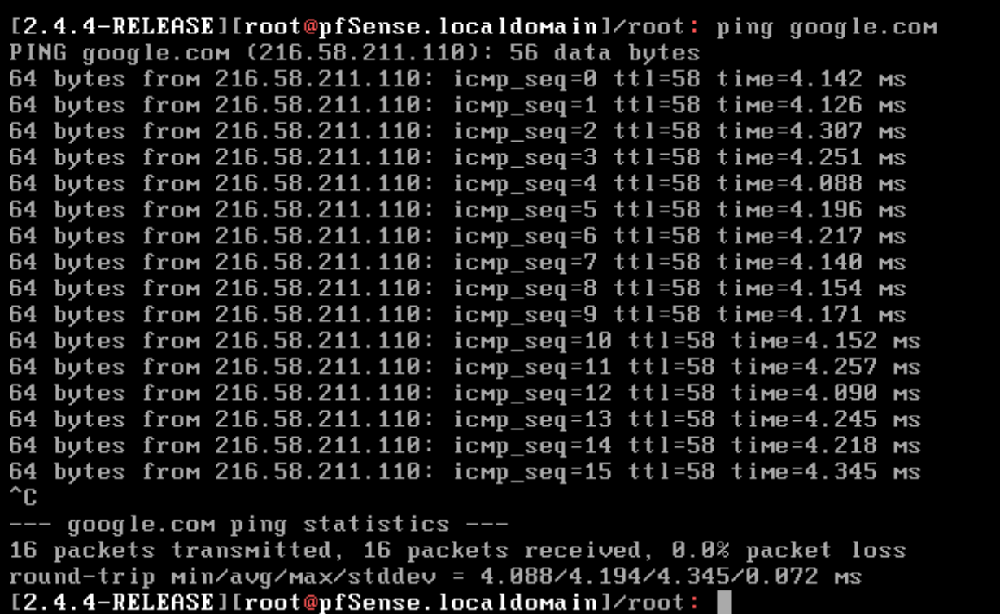 [2.4.4-RELEASE][root@pfSense.localdomain]/root: ping google.com
PING google.com (216.58.211.110): 56 data bytes
64 bytes from 216.58.211.110: icmp_seq=0 ttl=58 time=4.142 ms
64 bytes from 216.58.211.110: icmp_seq=1 ttl=58 time=4.126 ms
64 bytes from 216.58.211.110: icmp_seq=2 ttl=58 time=4.307 ms
64 bytes from 216.58.211.110: icmp_seq=3 ttl=58 time=4.251 ms
64 bytes from 216.58.211.110: icmp_seq=4 ttl=58 time=4.088 ms
64 bytes from 216.58.211.110: icmp_seq=5 ttl=58 time=4.196 ms
64 bytes from 216.58.211.110: icmp_seq=6 ttl=58 time=4.217 ms
64 bytes from 216.58.211.110: icmp_seq=7 ttl=58 time=4.140 ms
64 bytes from 216.58.211.110: icmp_seq=8 ttl=58 time=4.154 ms
64 bytes from 216.58.211.110: icmp_seq=9 ttl=58 time=4.171 ms
64 bytes from 216.58.211.110: icmp_seq=10 ttl=58 time=4.152 ms
64 bytes from 216.58.211.110: icmp_seq=11 ttl=58 time=4.257 ms
64 bytes from 216.58.211.110: icmp_seq=12 ttl=58 time=4.090 ms
64 bytes from 216.58.211.110: icmp_seq=13 ttl=58 time=4.245 ms
64 bytes from 216.58.211.110: icmp_seq=14 ttl=58 time=4.218 ms
64 bytes from 216.58.211.110: icmp_seq=15 ttl=58 time=4.345 ms
^C
--- google.com ping statistics ---
16 packets transmitted, 16 packets received, 0.0% packet loss
round-trip min/avg/max/stddev = 4.088/4.194/4.345/0.072 ms
[2.4.4-RELEASE][root@pfSense.localdomain]/root: